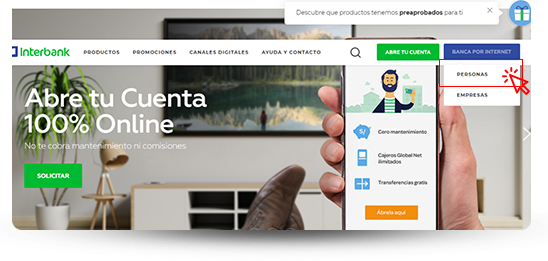 Descubre que productos tenemos preaprobados para ti
Interbank
PRODUCTOS
PROMOCIONES
CANALES DIGITALES
AYUDA Y CONTACTO
ABRE TU CUENTA
BANCA POR INTERNET
PERSONAS
EMPRESAS
Abre tu Cuenta
100% Online
No te cobra mantenimiento ni comisiones
SOLICITAR
S/
Cero mantenimiento
Cajeros Global Net
ilimitados
Transferencias gratis
Ábrela aquí